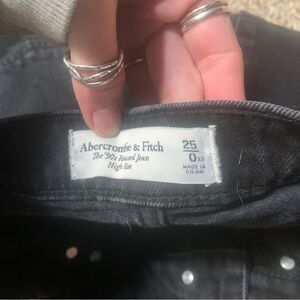 Abercrombie & Fitch
The '90s Relaxed Jean
High Rise
25
0 XS
MADE IN
CHINA